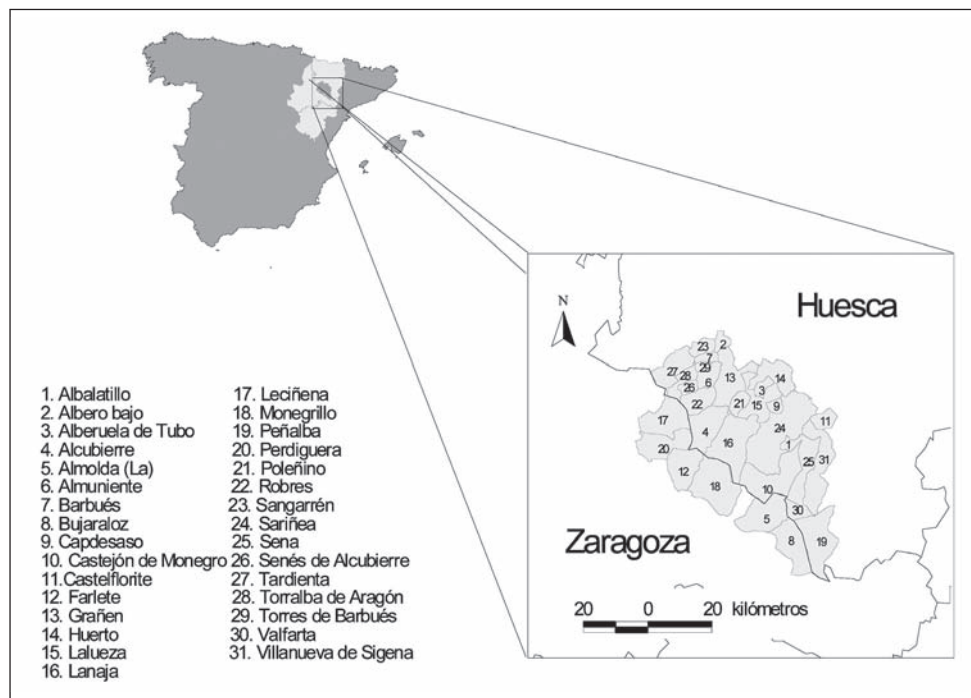 1. Albalatillo
2. Albero bajo
3. Alberuela de Tubo
4. Alcubierre
5. Almolda (La)
6. Almuniente
7. Barbués
8. Bujaraloz
9. Capdesaso
10. Castejón de Monegro
11.Castelflorite
12. Farlete
13. Grañen
14. Huerto
15. Lalueza
16. Lanaja
17. Leciñena
18. Monegrillo
19. Peñalba
20. Perdiguera
21. Poleñino
22. Robres
23. Sangarrén
24. Sariñea
25. Sena
26. Senés de Alcubierre
27. Tardienta
28. Torralba de Aragón
29. Torres de Barbués
30. Valfarta
31. Villanueva de Sigena
Huesca
N
23 2
7
27 28 29
26 6 13 14
3
22 21 15 9
17 4 16 24 11
1
20 12 25 31
18 10
30
5
8 19
Zaragoza
20 0 20 kilómetros